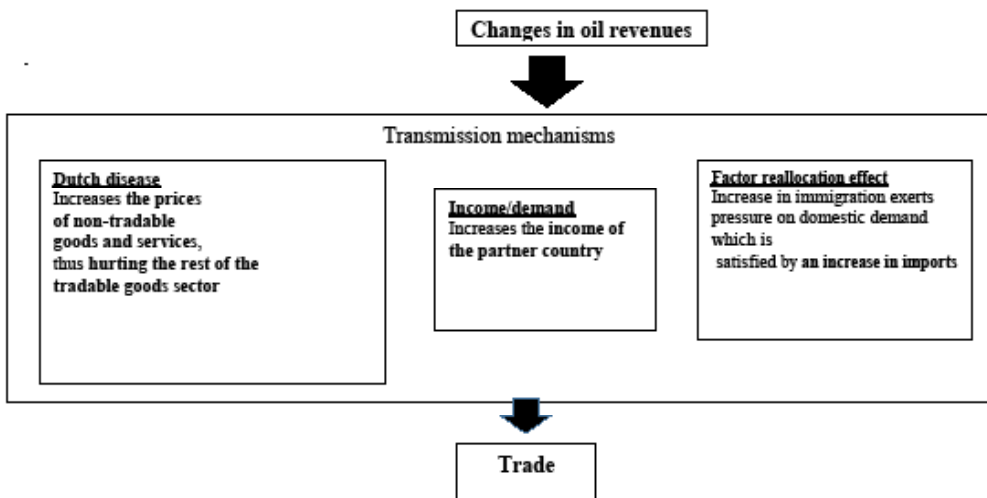 Changes in oil revenues
Transmission mechanisms
Dutch disease
Increases the prices
of non-tradable
goods and services,
thus hurting the rest of the
tradable goods sector
Income/demand
Increases the income of
the partner country
Factor reallocation effect
Increase in immigration exerts
pressure on domestic demand
which is
satisfied by an increase in imports
Trade